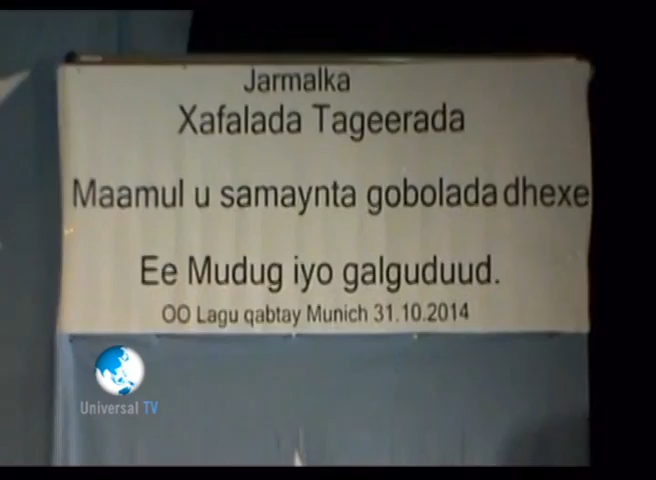 Jarmalka
Xafalada Tageerada
Maamul u samaynta gobolada dhexe
Ee Mudug iyo galguduud.
OO Lagu qabtay Munich 31.10.2014
Universal TV